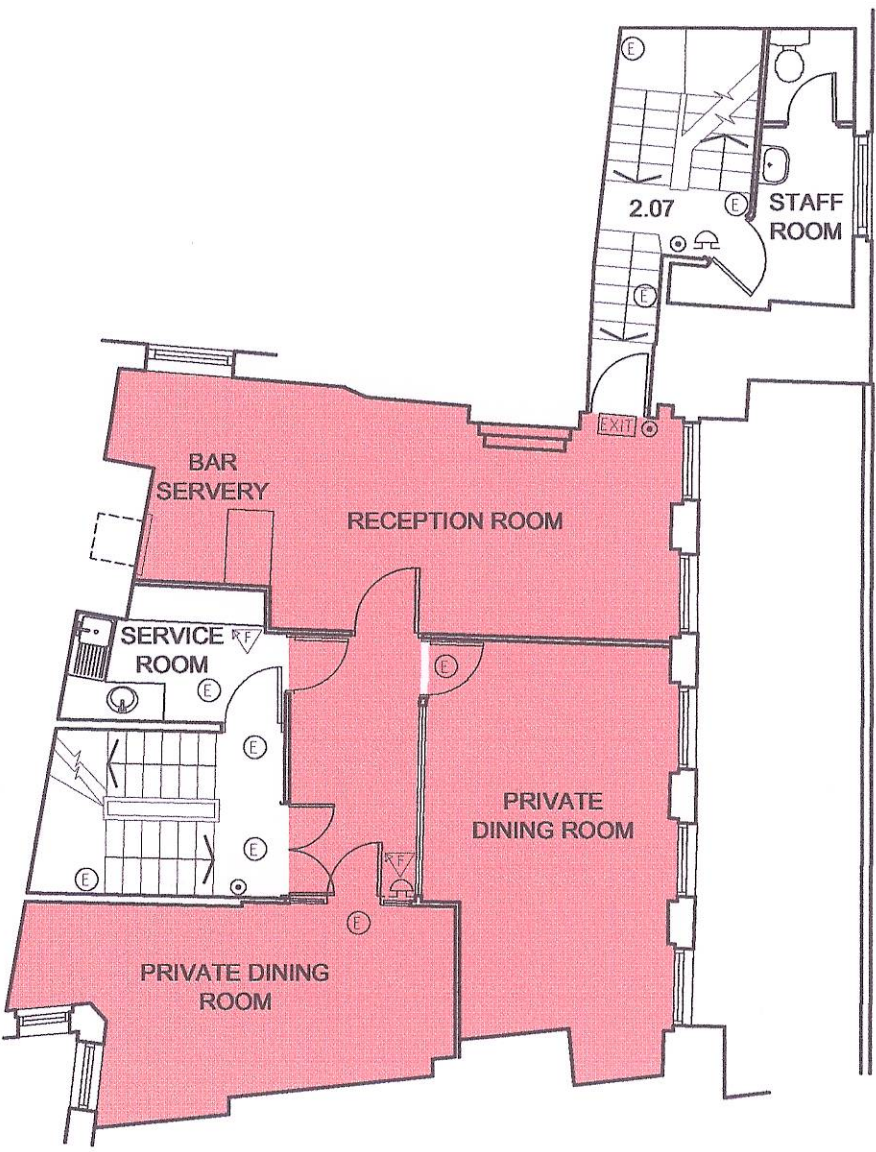 E
2.07
E
STAFF
ROOM
E
EXIT
BAR
SERVERY
RECEPTION ROOM
SERVICE
ROOM
F
E
E
E
PRIVATE
DINING ROOM
E
F
E
E
PRIVATE DINING
ROOM